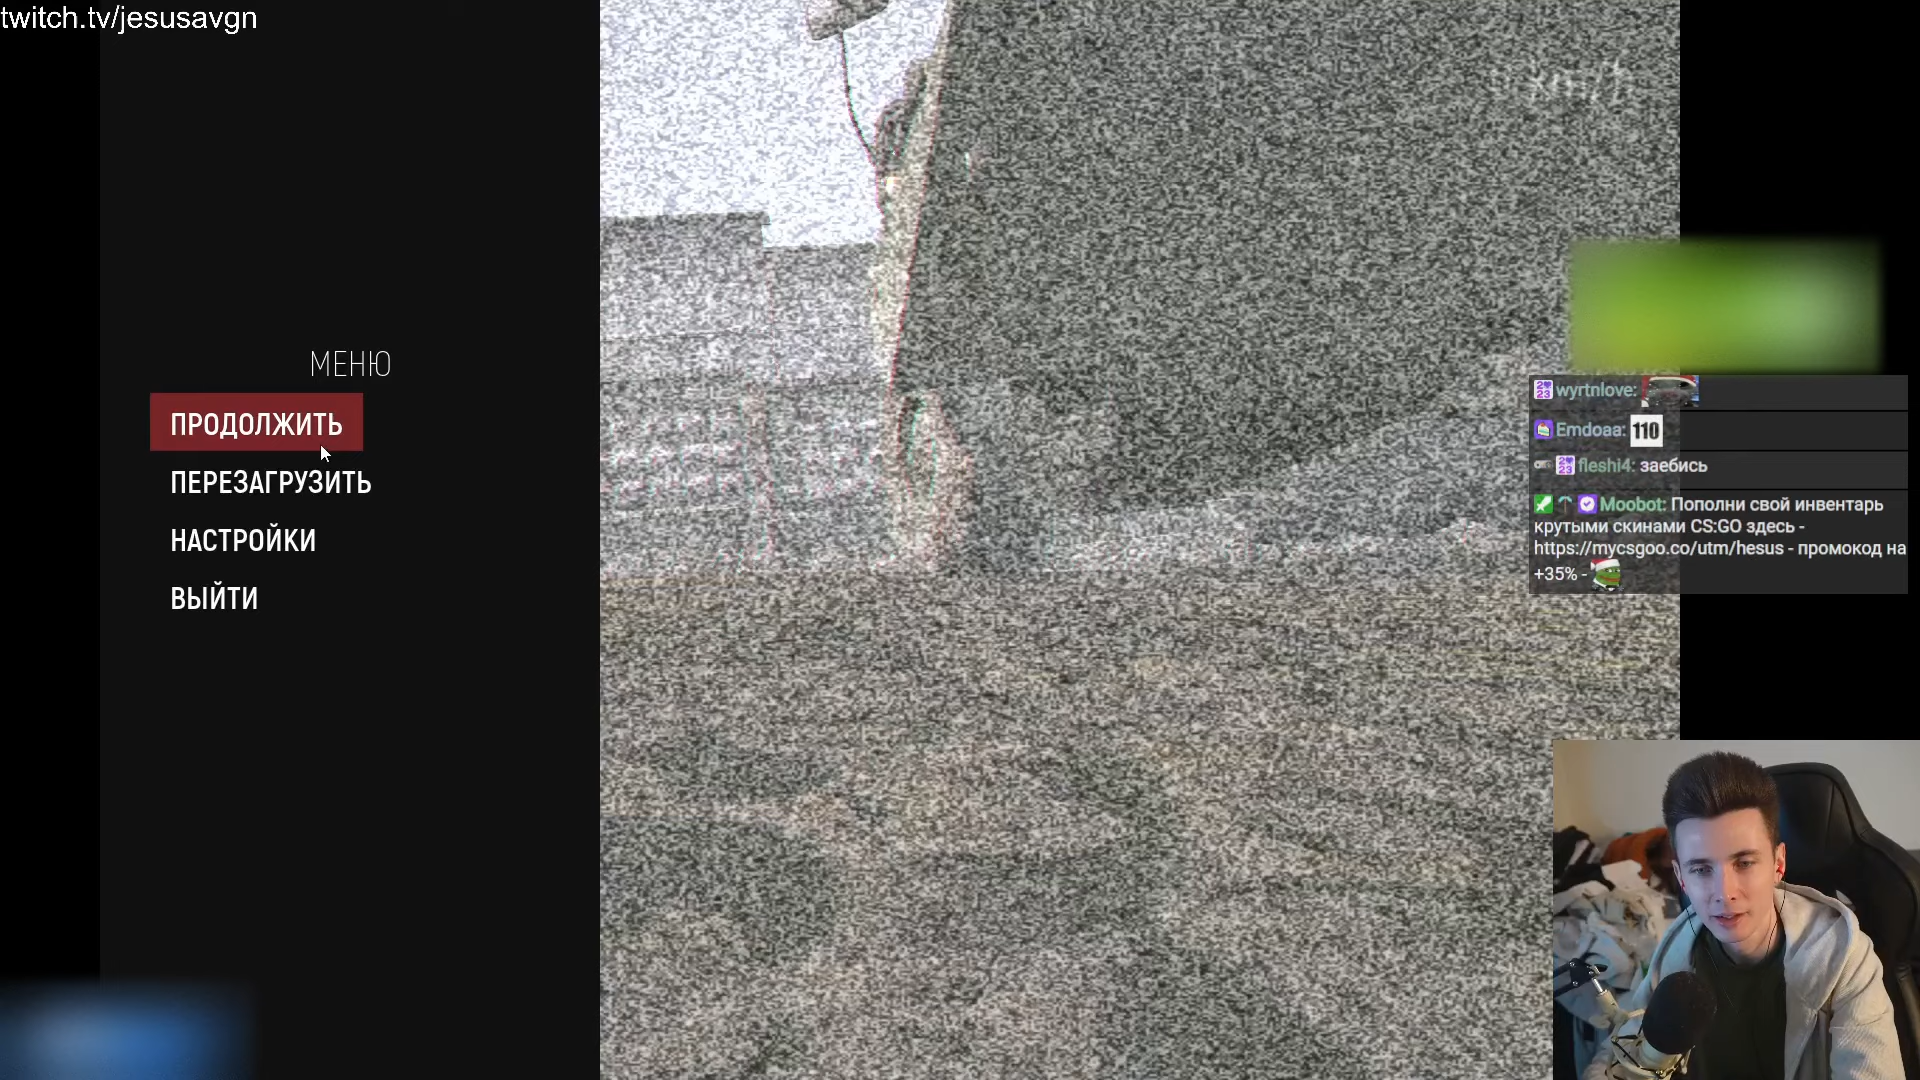 twitch.tv/jesusavgn
МЕНЮ
ПРОДОЛЖИТЬ
ПЕРЕЗАГРУЗИТЬ
НАСТРОЙКИ
ВЫЙТИ
wyrtnlove:
Emdoaa: 110
fleshi4: заебись
Moobot: Пополни свой инвентарь
крутыми скинами CS:GO здесь -
https://mycsgoo.co/utm/hesus - промокод на
+35% -